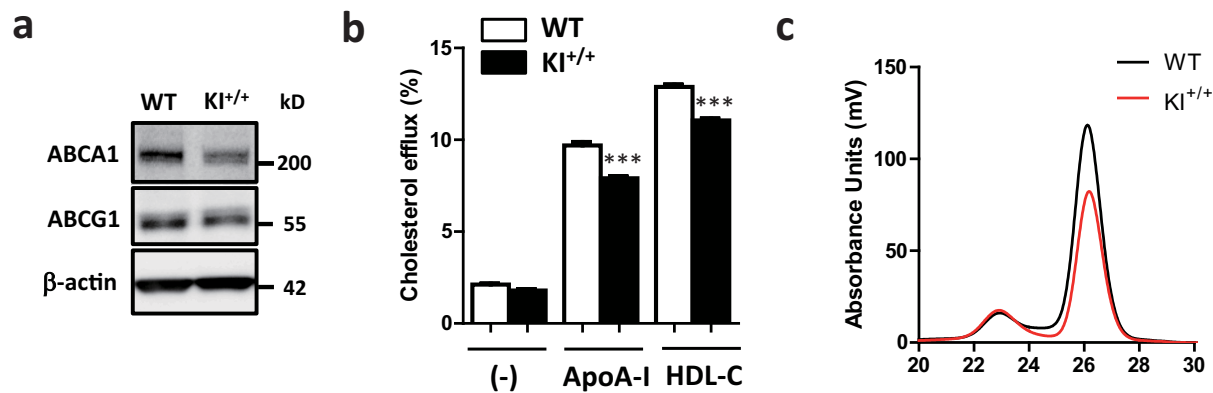 a
WT KI+/+ kD
ABCA1
200
ABCG1
55
β-actin
42
b
WT
KI+/+
Cholesterol efflux (%)
15
10
5
0
***
***
(-) ApoA-I HDL-C
c
WT
KI+/+
Absorbance Units (mV)
150
100
50
0
20 22 24 26 28 30